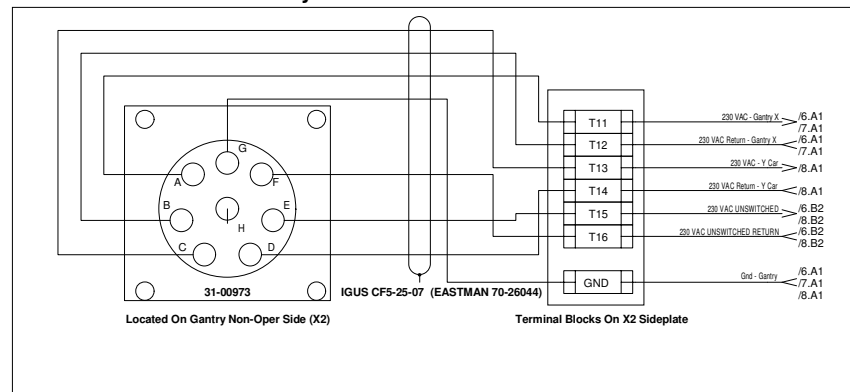 T11
230 VAC - Gantry X
/6.A1
/7.A1
T12
230 VAC Return - Gantry X
/6.A1
/7.A1
T13
230 VAC - Y Car
/8.A1
T14
230 VAC Return - Y Car
/8.A1
T15
230 VAC UNSWITCHED
/6.B2
/8.B2
T16
230 VAC UNSWITCHED RETURN
/6.B2
/8.B2
GND
Gnd - Gantry
/6.A1
/7.A1
/8.A1
G
A
F
B
E
H
C
D
31-00973
IGUS CF5-25-07 (EASTMAN 70-26044)
Located On Gantry Non-Oper Side (X2)
Terminal Blocks On X2 Sideplate